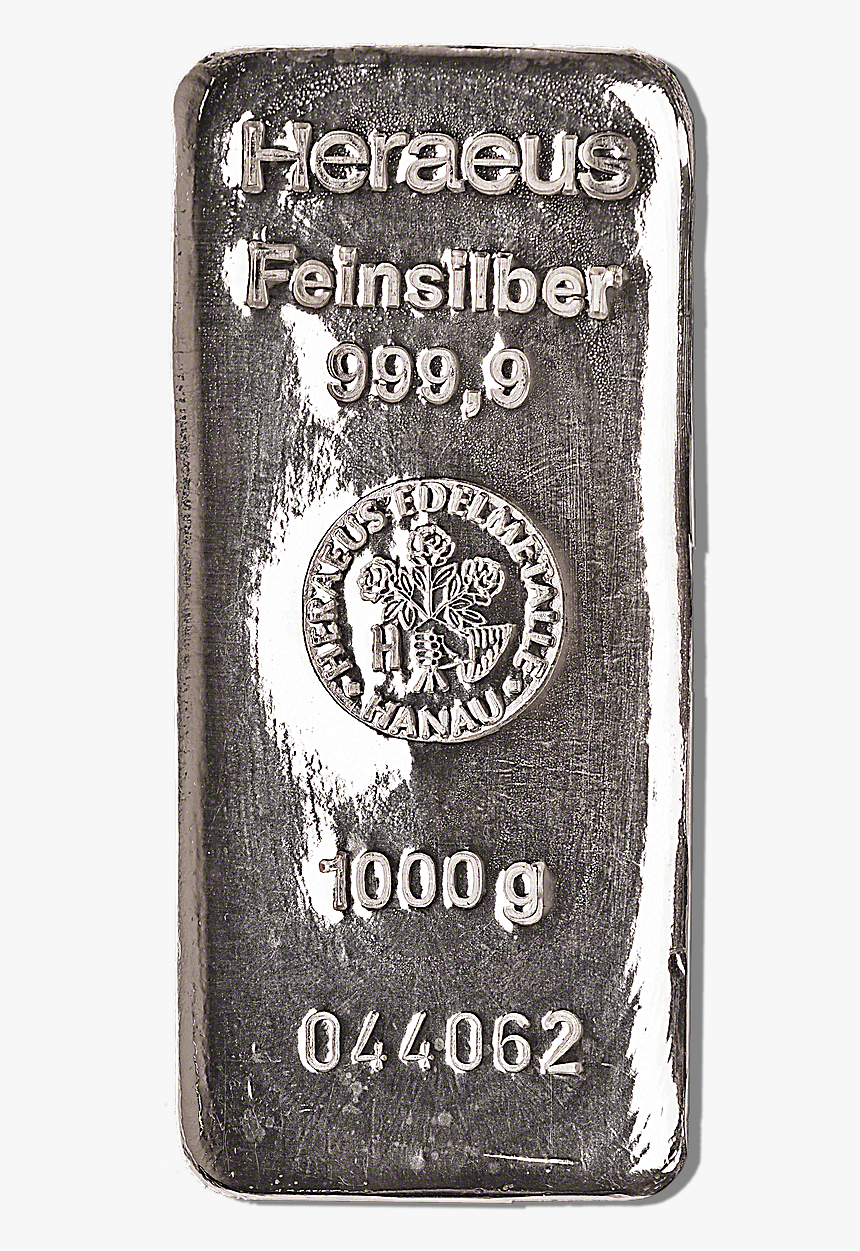 Heraeus
Feinsilber
999,9
HERAEUS EDELMETALLE
H
• HANAU •
1000 g
044062